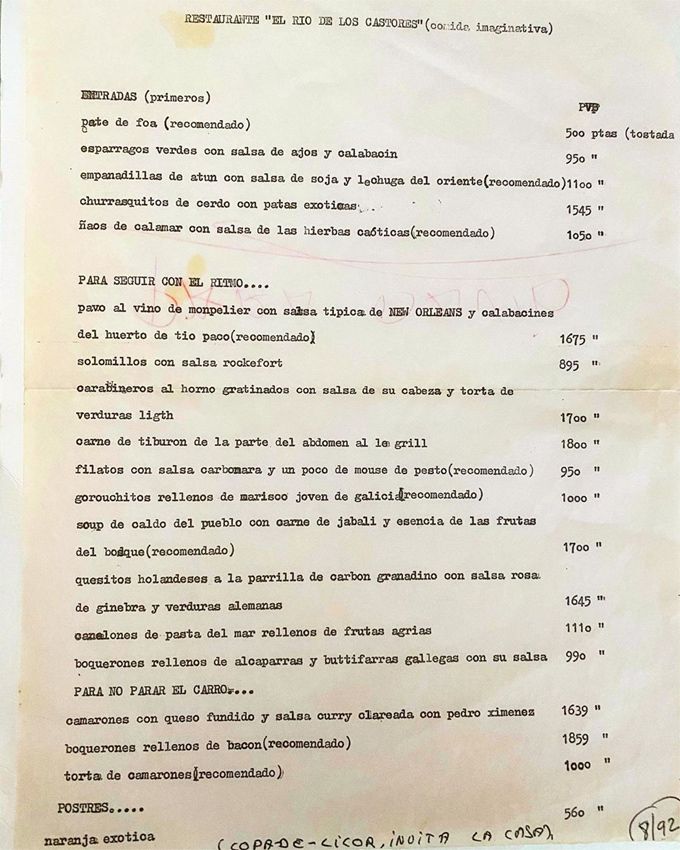 RESTAURANTE "EL RIO DE LOS CASTORES"(comida imaginativa)
ENTRADAS (primeros) PVP
pate de foa (recomendado) 500 ptas (tostada
esparragos verdes con salsa de ajos y calabacin 950 "
empanadillas de atun con salsa de soja y lechuga del oriente(recomendado)1100 "
churrasquitos de cerdo con patas exoticas 1545 "
ñaos de calamar con salsa de las hierbas caóticas(recomendado) 1050 "
PARA SEGUIR CON EL RITMO....
pavo al vino de monpelier con salsa tipica de NEW ORLEANS y calabacines
del huerto de tio paco(recomendado) 1675 "
solomillos con salsa rockefort 895 "
carabineros al horno gratinados con salsa de su cabeza y torta de
verduras ligth 1700 "
carne de tiburon de la parte del abdomen al le grill 1800 "
filatos con salsa carbonara y un poco de mouse de pesto(recomendado) 950 "
gorouchitos rellenos de marisco joven de galicia(recomendado) 1000 "
soup de caldo del pueblo con carne de jabali y esencia de las frutas
del bosque(recomendado) 1700 "
quesitos holandeses a la parrilla de carbon granadino con salsa rosa
de ginebra y verduras alemanas 1645 "
canelones de pasta del mar rellenos de frutas agrias 1110 "
boquerones rellenos de alcaparras y buttifarras gallegas con su salsa 990 "
PARA NO PARAR EL CARRO....
camarones con queso fundido y salsa curry clareada con pedro ximenez 1639 "
boquerones rellenos de bacon(recomendado) 1859 "
torta de camarones(recomendado) 1000 "
POSTRES..... 560 "
naranja exotica (COPA-DE-LICOR, INVITA LA CASA) 8/92